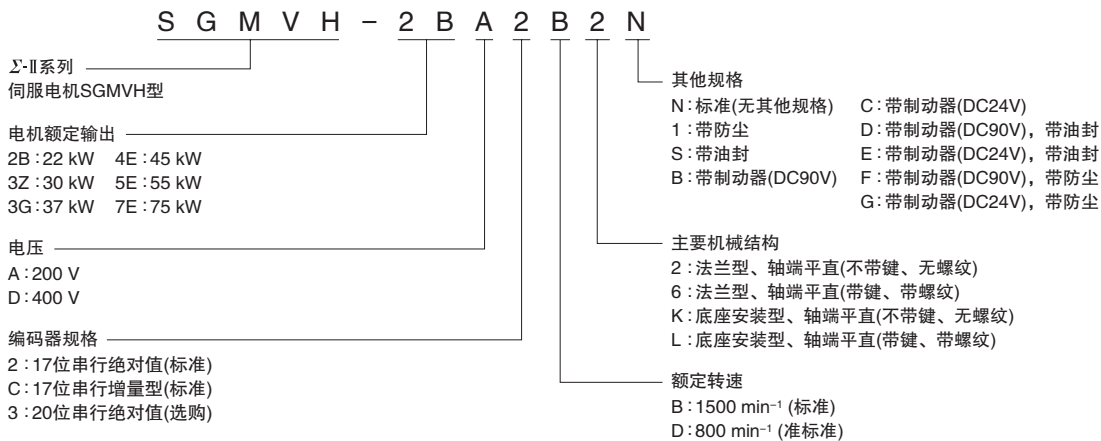 SGMVH-2BA2B2N
Σ-Ⅱ系列
伺服电机SGMVH型
电机额定输出
2B:22 kW 4E:45 kW
3Z:30 kW 5E:55 kW
3G:37 kW 7E:75 kW
电压
A:200 V
D:400 V
编码器规格
2:17位串行绝对值(标准)
C:17位串行增量型(标准)
3:20位串行绝对值(选购)
其他规格
N:标准(无其他规格) C:带制动器(DC24V)
1:带防尘 D:带制动器(DC90V)，带油封
S:带油封 E:带制动器(DC24V)，带油封
B:带制动器(DC90V) F:带制动器(DC90V)，带防尘
G:带制动器(DC24V)，带防尘
主要机械结构
2:法兰型、轴端平直(不带键、无螺纹)
6:法兰型、轴端平直(带键、带螺纹)
K:底座安装型、轴端平直(不带键、无螺纹)
L:底座安装型、轴端平直(带键、带螺纹)
额定转速
B:1500 min⁻¹ (标准)
D:800 min⁻¹ (准标准)